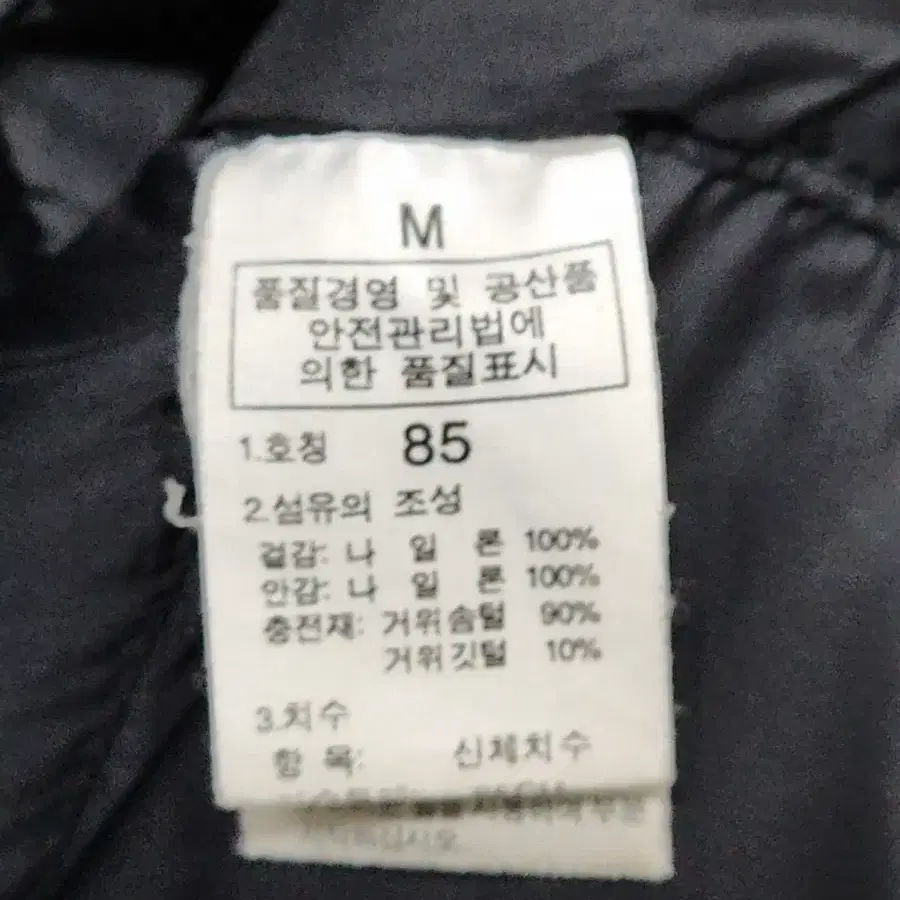 M
품질경영 및 공산품
안전관리법에
의한 품질표시
1.호칭 85
2.섬유의 조성
겉감: 나 일 론 100%
안감: 나 일 론 100%
충전재: 거위솜털 90%
거위깃털 10%
3.치수
항 목: 신체치수